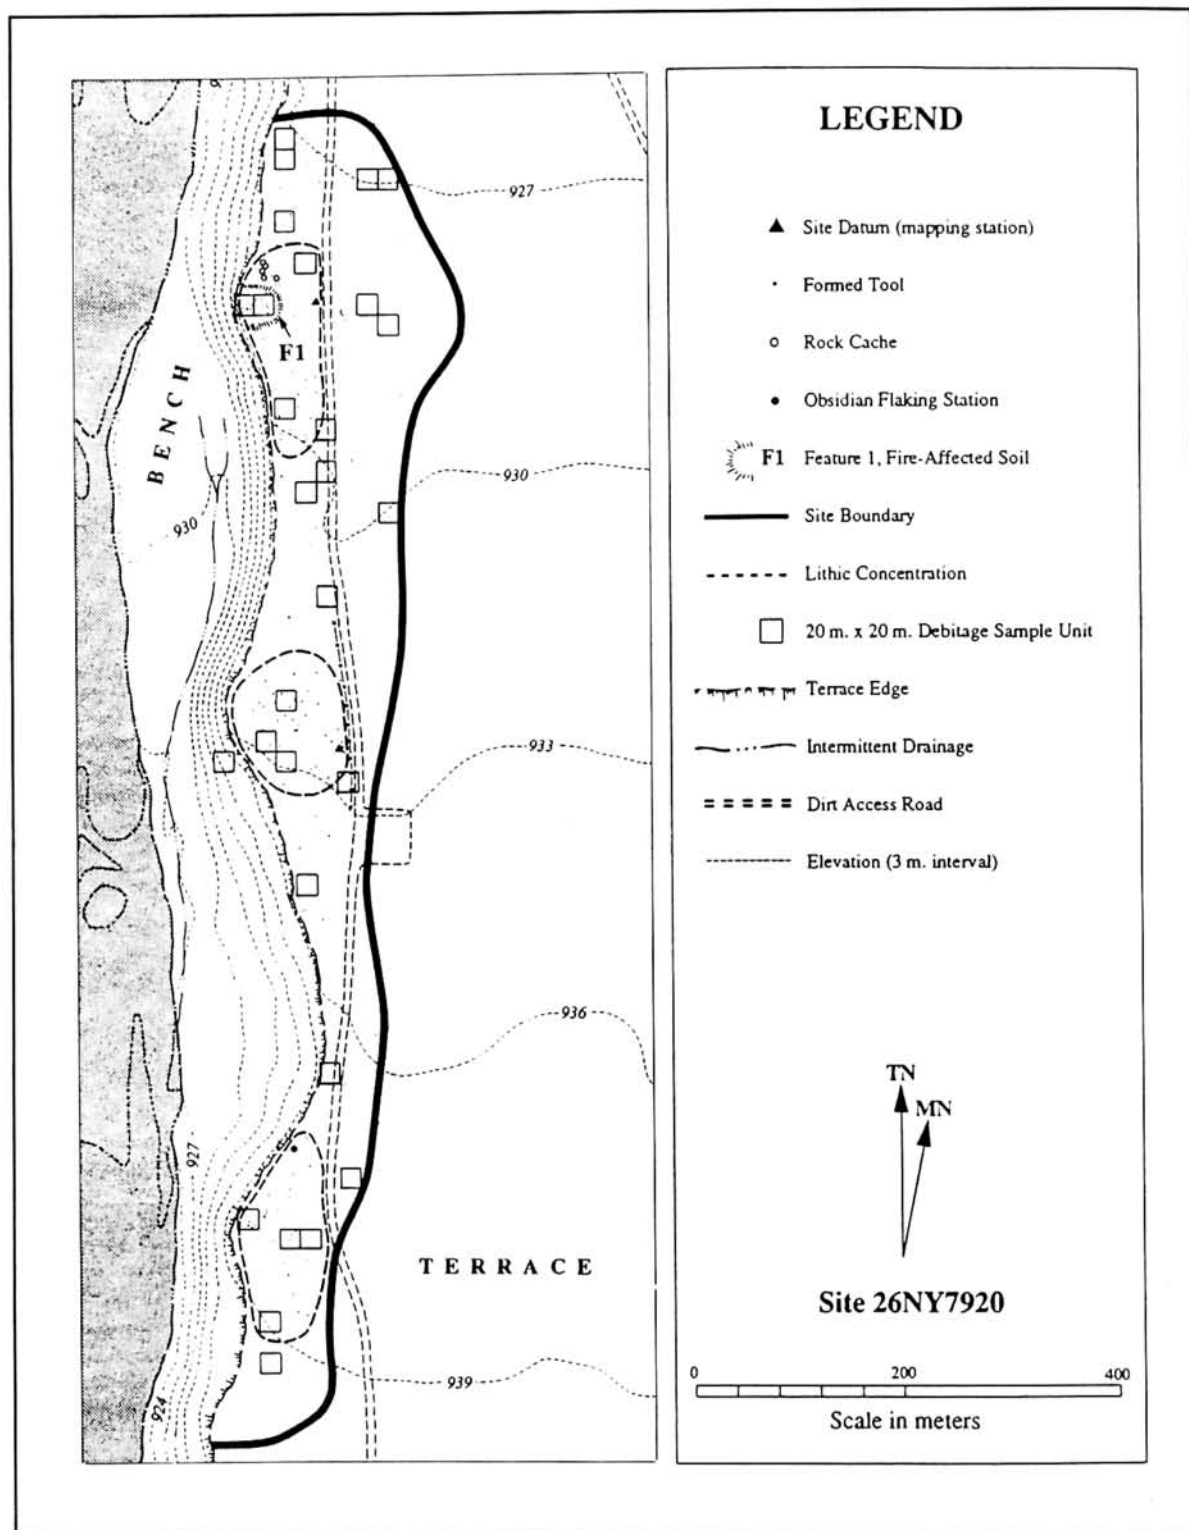 927
F1
BENCH
930
930
933
936
927
TERRACE
939
924
LEGEND
Site Datum (mapping station)
Formed Tool
Rock Cache
Obsidian Flaking Station
F1 Feature 1, Fire-Affected Soil
Site Boundary
Lithic Concentration
20 m. x 20 m. Debitage Sample Unit
Terrace Edge
Intermittent Drainage
Dirt Access Road
Elevation (3 m. interval)
TN
MN
Site 26NY7920
0 200 400
Scale in meters